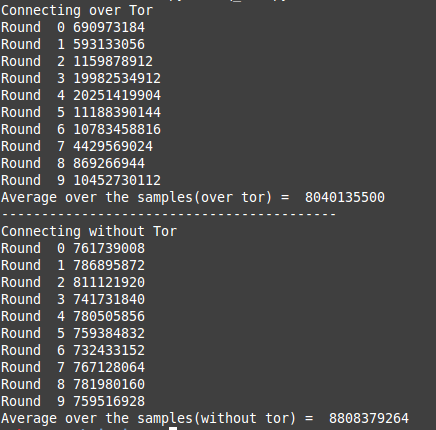 Connecting over Tor
Round  0 690973184
Round  1 593133056
Round  2 1159878912
Round  3 19982534912
Round  4 20251419904
Round  5 11188390144
Round  6 10783458816
Round  7 4429569024
Round  8 869266944
Round  9 10452730112
Average over the samples(over tor) =  8040135500
------------------------------------------
Connecting without Tor
Round  0 761739008
Round  1 786895872
Round  2 811121920
Round  3 741731840
Round  4 780505856
Round  5 759384832
Round  6 732433152
Round  7 767128064
Round  8 781980160
Round  9 759516928
Average over the samples(without tor) =  8808379264